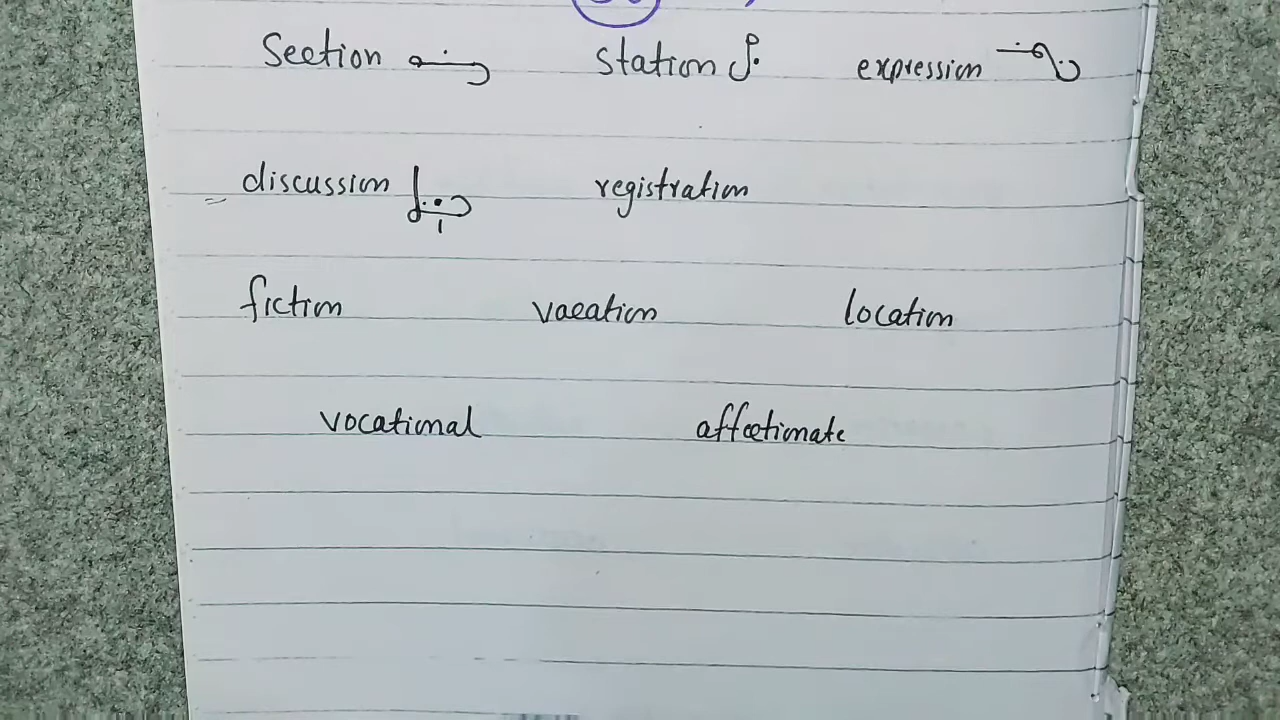 Section station expression
discussion registration
fiction vacation location
vocational affectionate